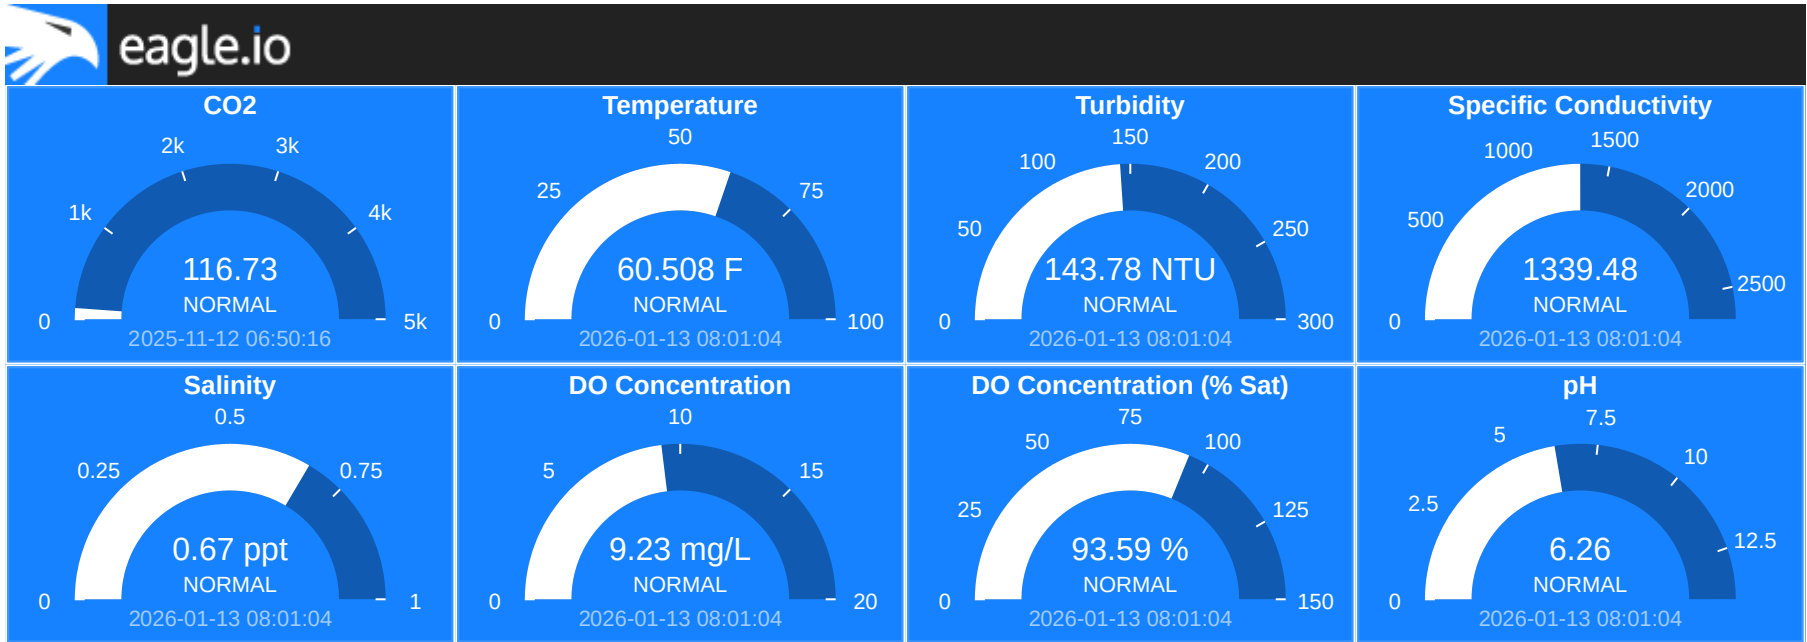 eagle.io
CO2
0
1k
2k
3k
4k
5k
116.73
NORMAL
2025-11-12 06:50:16
Temperature
0
25
50
75
100
60.508 F
NORMAL
2026-01-13 08:01:04
Turbidity
0
50
100
150
200
250
300
143.78 NTU
NORMAL
2026-01-13 08:01:04
Specific Conductivity
0
500
1000
1500
2000
2500
1339.48
NORMAL
2026-01-13 08:01:04
Salinity
0
0.25
0.5
0.75
1
0.67 ppt
NORMAL
2026-01-13 08:01:04
DO Concentration
0
5
10
15
20
9.23 mg/L
NORMAL
2026-01-13 08:01:04
DO Concentration (% Sat)
0
25
50
75
100
125
150
93.59 %
NORMAL
2026-01-13 08:01:04
pH
0
2.5
5
7.5
10
12.5
6.26
NORMAL
2026-01-13 08:01:04